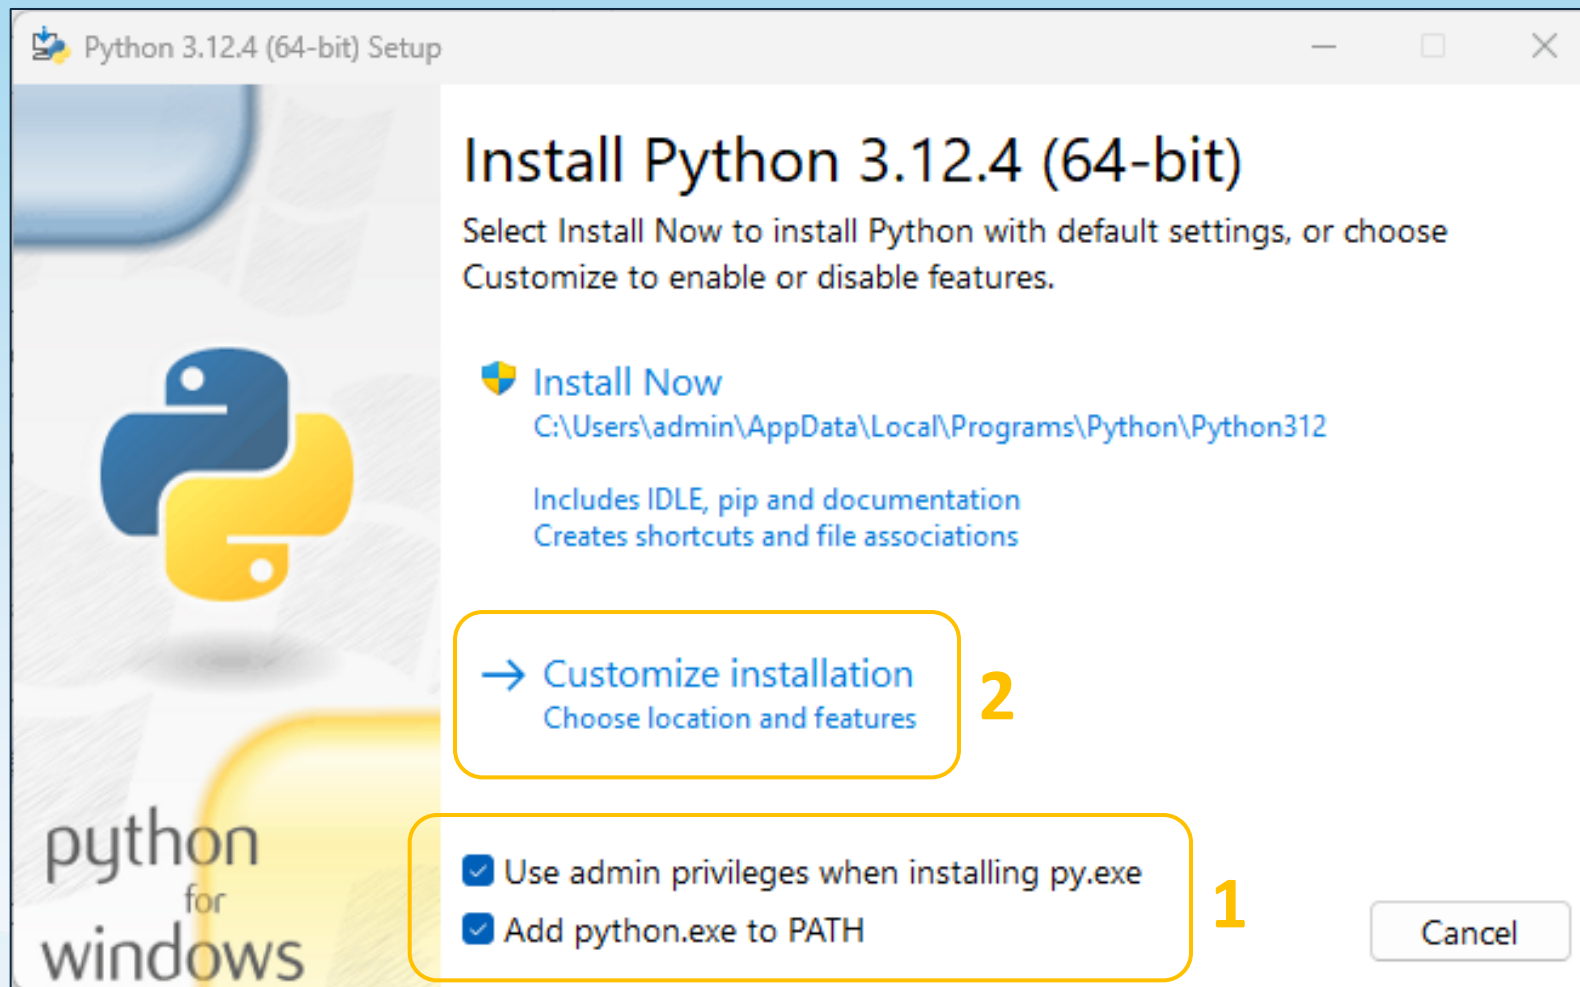 Python 3.12.4 (64-bit) Setup
Install Python 3.12.4 (64-bit)
Select Install Now to install Python with default settings, or choose
Customize to enable or disable features.
Install Now
C:\Users\admin\AppData\Local\Programs\Python\Python312
Includes IDLE, pip and documentation
Creates shortcuts and file associations
Customize installation
Choose location and features
2
Use admin privileges when installing py.exe
Add python.exe to PATH
1
Cancel
python
for
windows